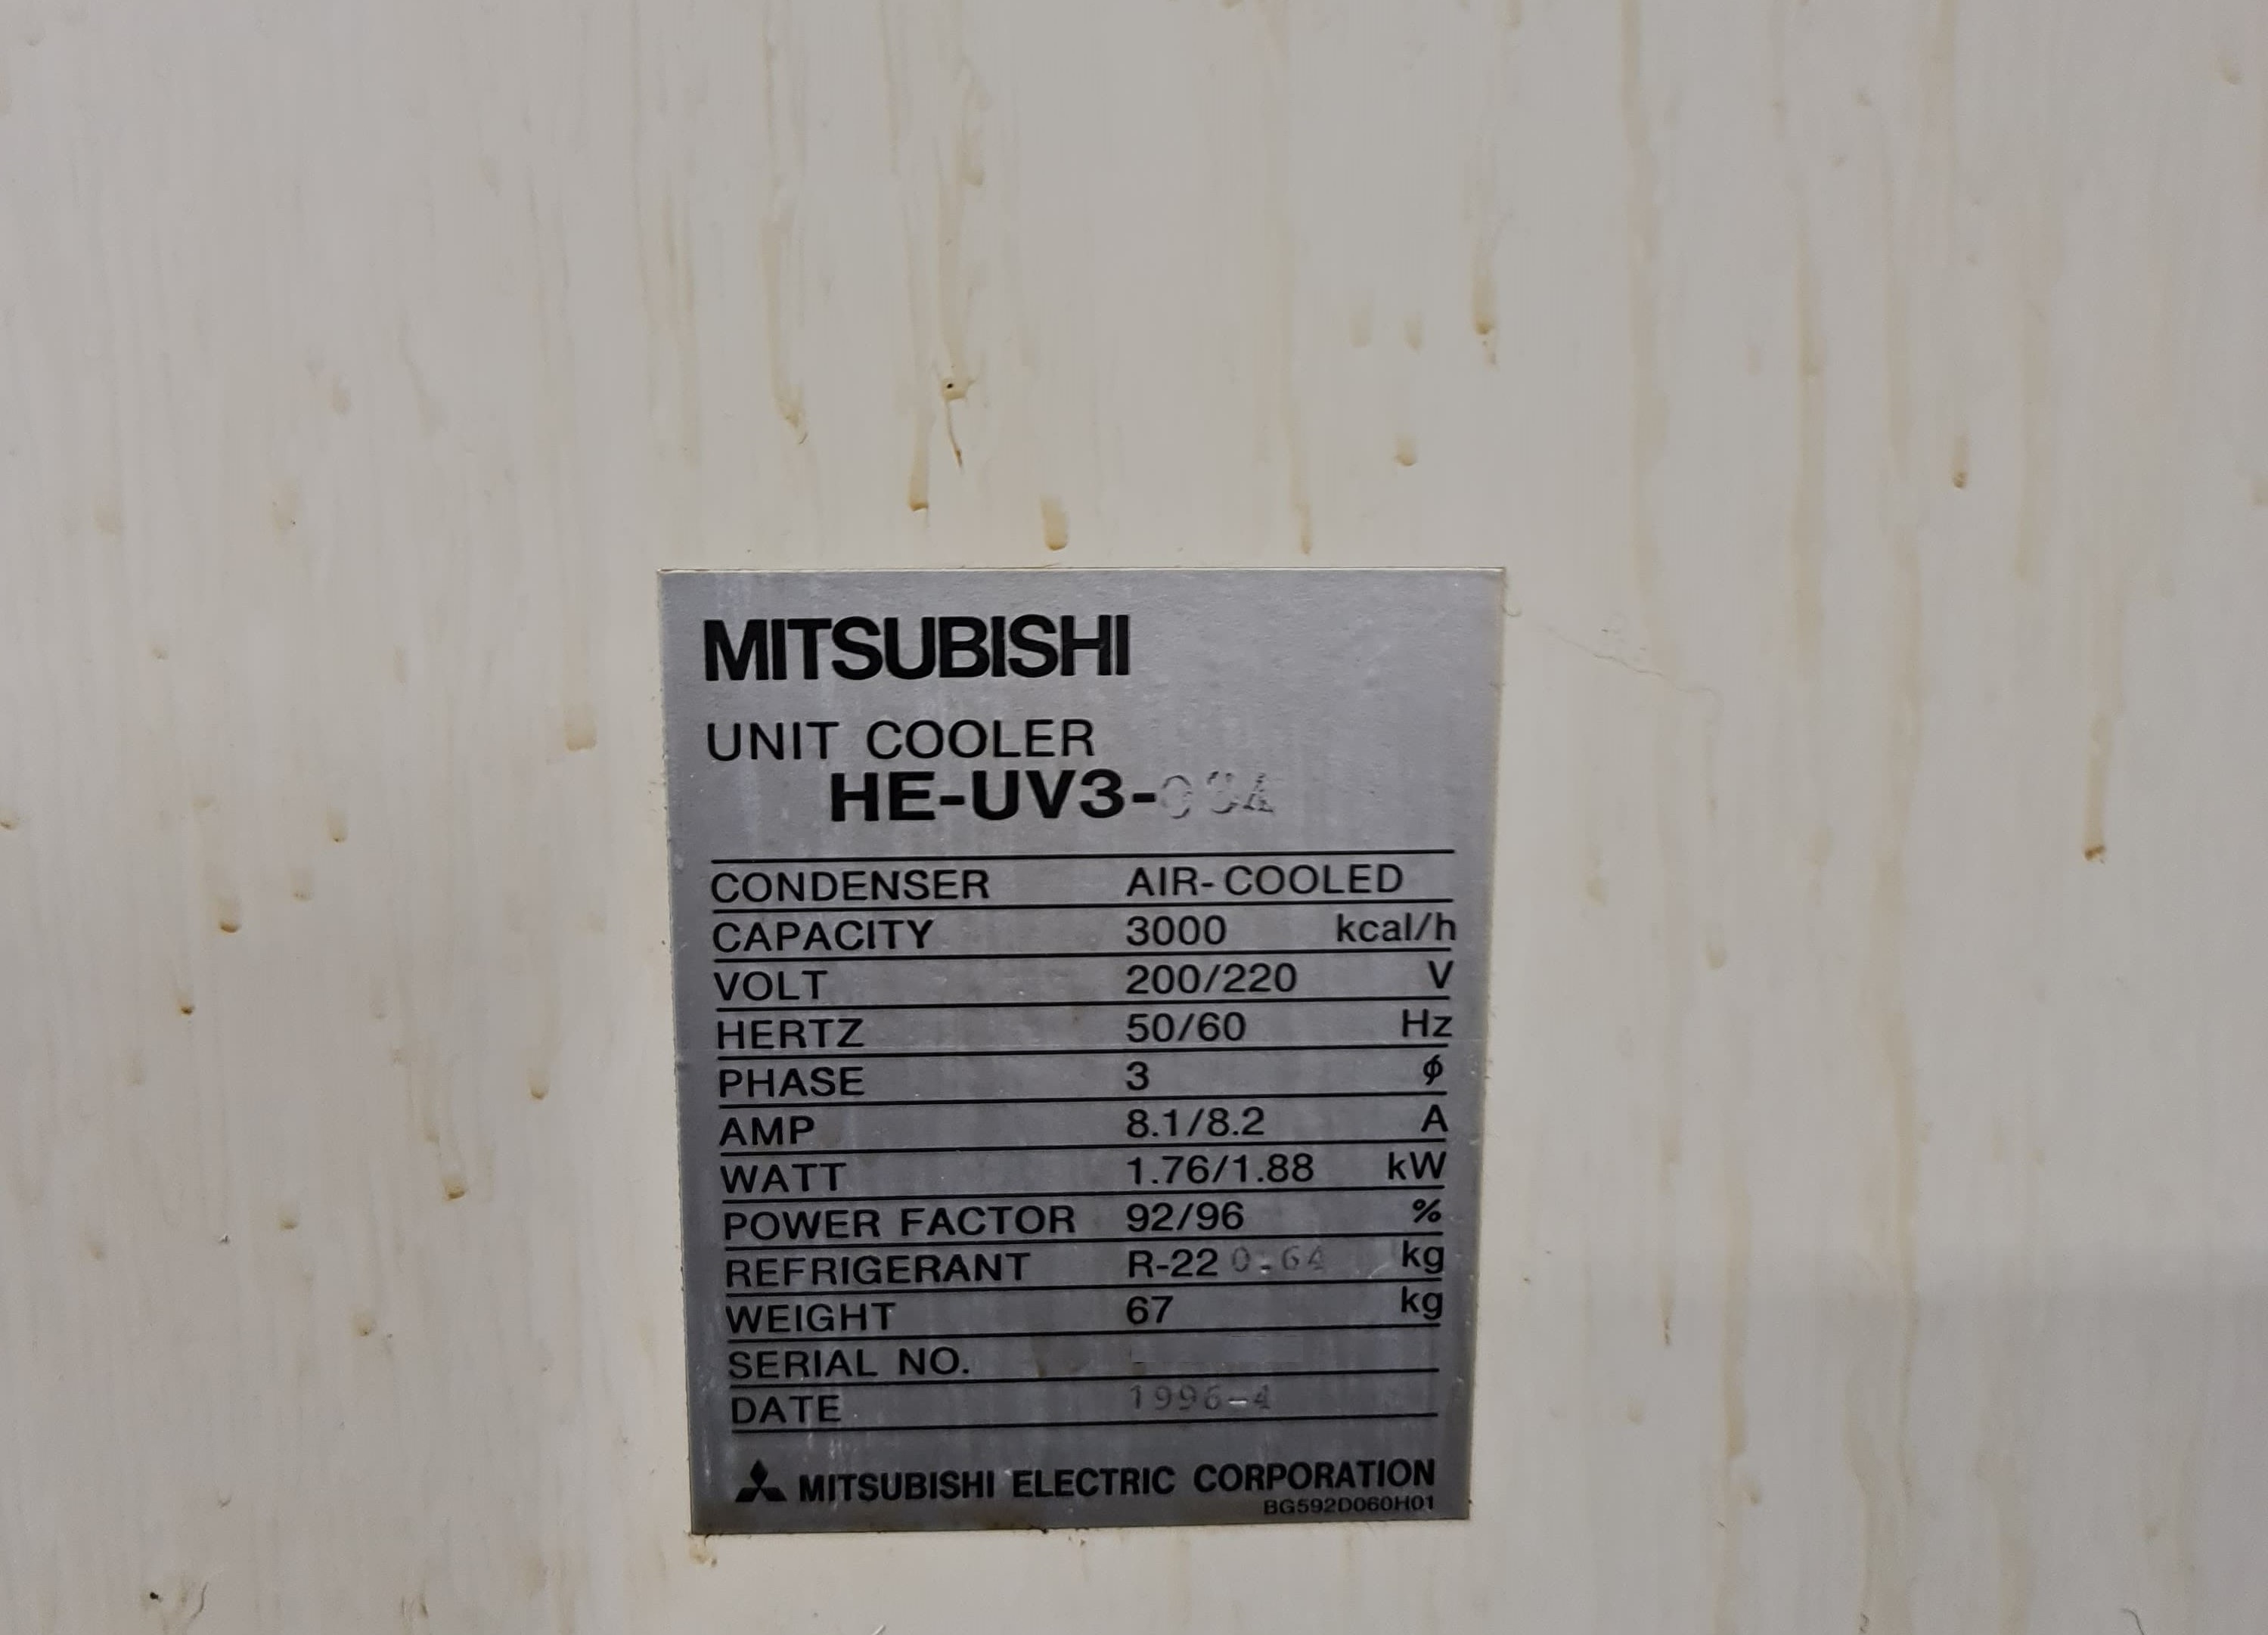 MITSUBISHI
UNIT COOLER
HE-UV3-03A
CONDENSER AIR-COOLED
CAPACITY 3000 kcal/h
VOLT 200/220 V
HERTZ 50/60 Hz
PHASE 3 ϕ
AMP 8.1/8.2 A
WATT 1.76/1.88 kW
POWER FACTOR 92/96 %
REFRIGERANT R-22 0.64 kg
WEIGHT 67 kg
SERIAL NO.
DATE 1996-4
MITSUBISHI ELECTRIC CORPORATION
BG592D060H01